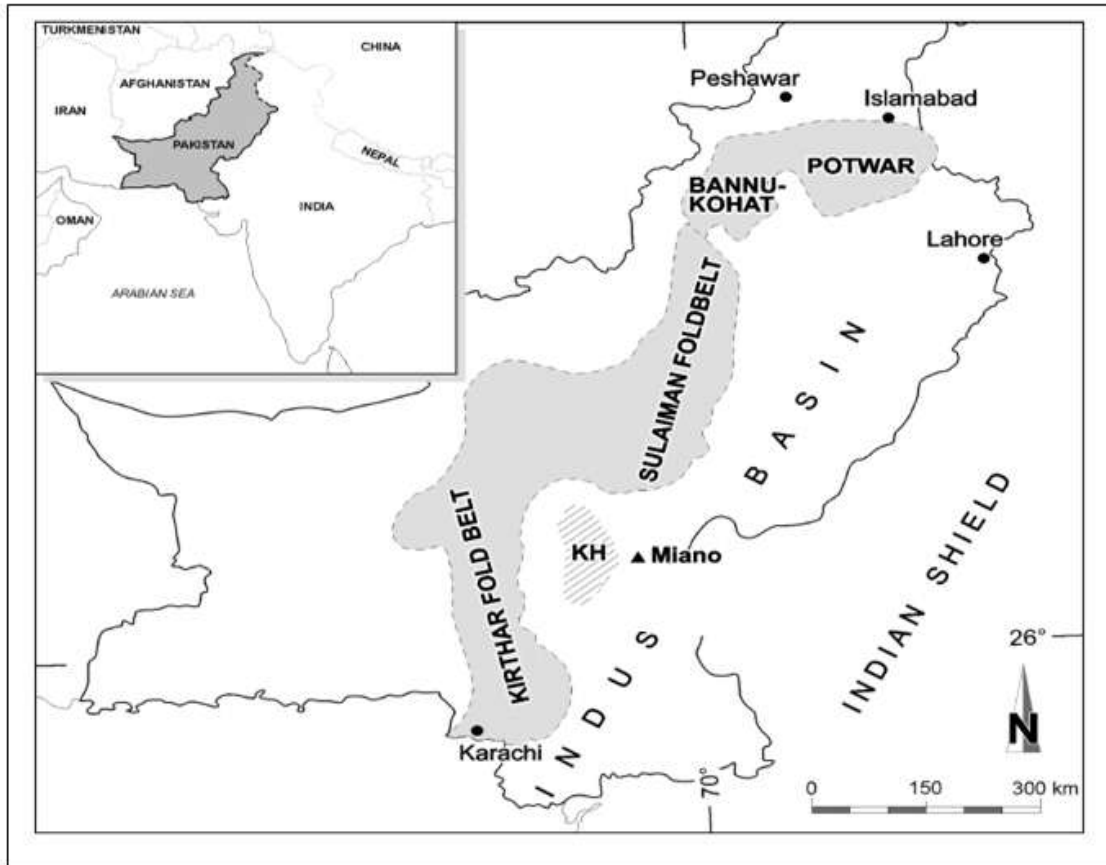 TURKMENISTAN
CHINA
AFGHANISTAN
IRAN
PAKISTAN
NEPAL
OMAN
INDIA
ARABIAN SEA
Peshawar
Islamabad
POTWAR
BANNU-
KOHAT
Lahore
SULAIMAN FOLDBELT
KIRTHAR FOLD BELT
KH
Miano
INDUS BASIN
INDIAN SHIELD
26°
N
Karachi
70°
0 150 300 km